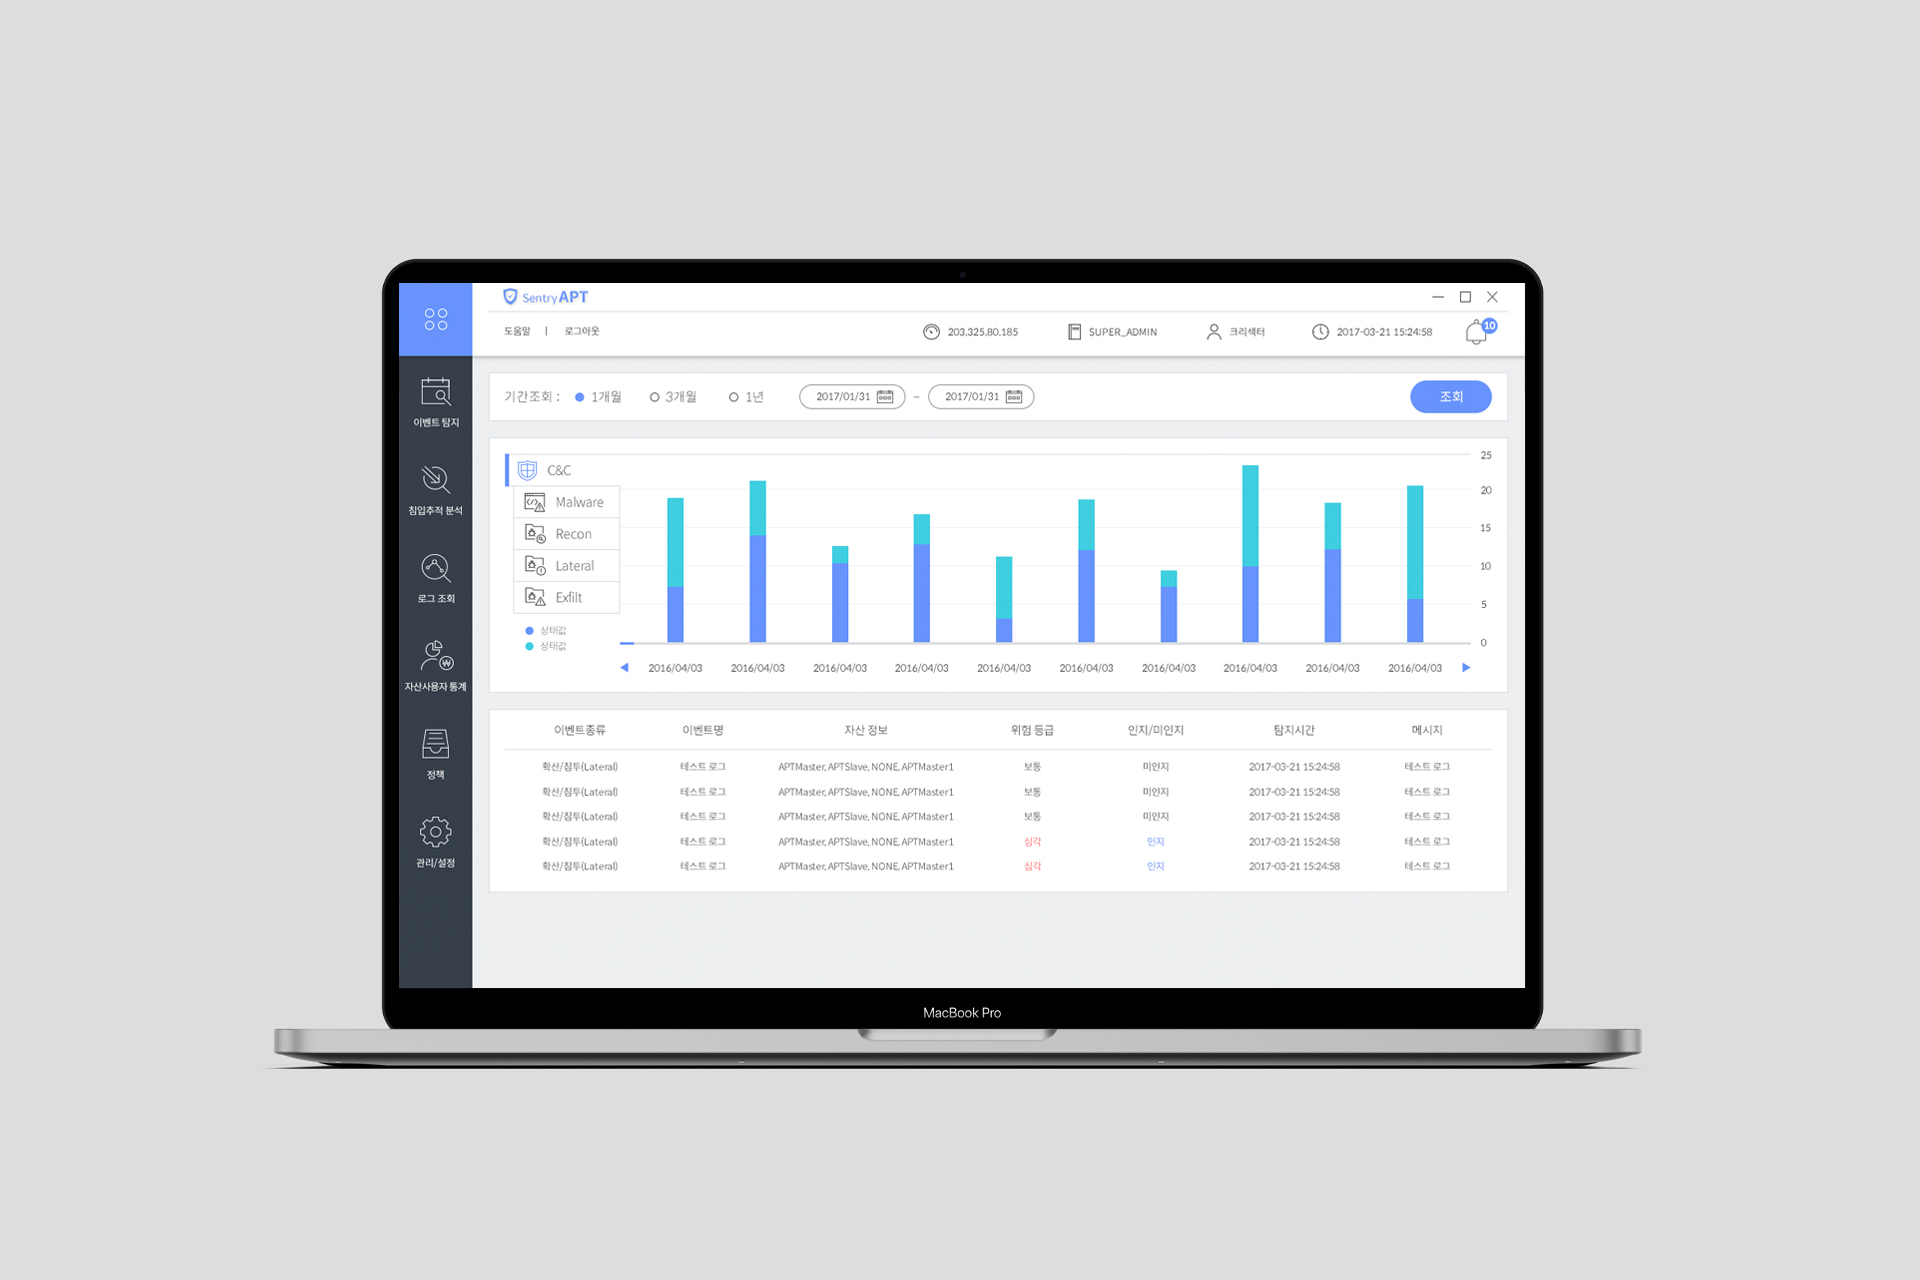 Sentry APT
도움말 | 로그아웃 203.325.80.185 SUPER_ADMIN 크리섹터 2017-03-21 15:24:58 10
이벤트 탐지
침입추적 분석
로그 조회
자산사용자 통계
정책
관리/설정
기간조회 : 1개월 3개월 1년 2017/01/31 – 2017/01/31 조회
C&C
Malware
Recon
Lateral
Exfilt
상태값
상태값
25
20
15
10
5
0
2016/04/03 2016/04/03 2016/04/03 2016/04/03 2016/04/03 2016/04/03 2016/04/03 2016/04/03 2016/04/03 2016/04/03
이벤트종류 이벤트명 자산 정보 위험 등급 인지/미인지 탐지시간 메시지
확산/침투(Lateral) 테스트 로그 APTMaster, APTSlave, NONE, APTMaster1 보통 미인지 2017-03-21 15:24:58 테스트 로그
확산/침투(Lateral) 테스트 로그 APTMaster, APTSlave, NONE, APTMaster1 보통 미인지 2017-03-21 15:24:58 테스트 로그
확산/침투(Lateral) 테스트 로그 APTMaster, APTSlave, NONE, APTMaster1 보통 미인지 2017-03-21 15:24:58 테스트 로그
확산/침투(Lateral) 테스트 로그 APTMaster, APTSlave, NONE, APTMaster1 심각 인지 2017-03-21 15:24:58 테스트 로그
확산/침투(Lateral) 테스트 로그 APTMaster, APTSlave, NONE, APTMaster1 심각 인지 2017-03-21 15:24:58 테스트 로그
MacBook Pro